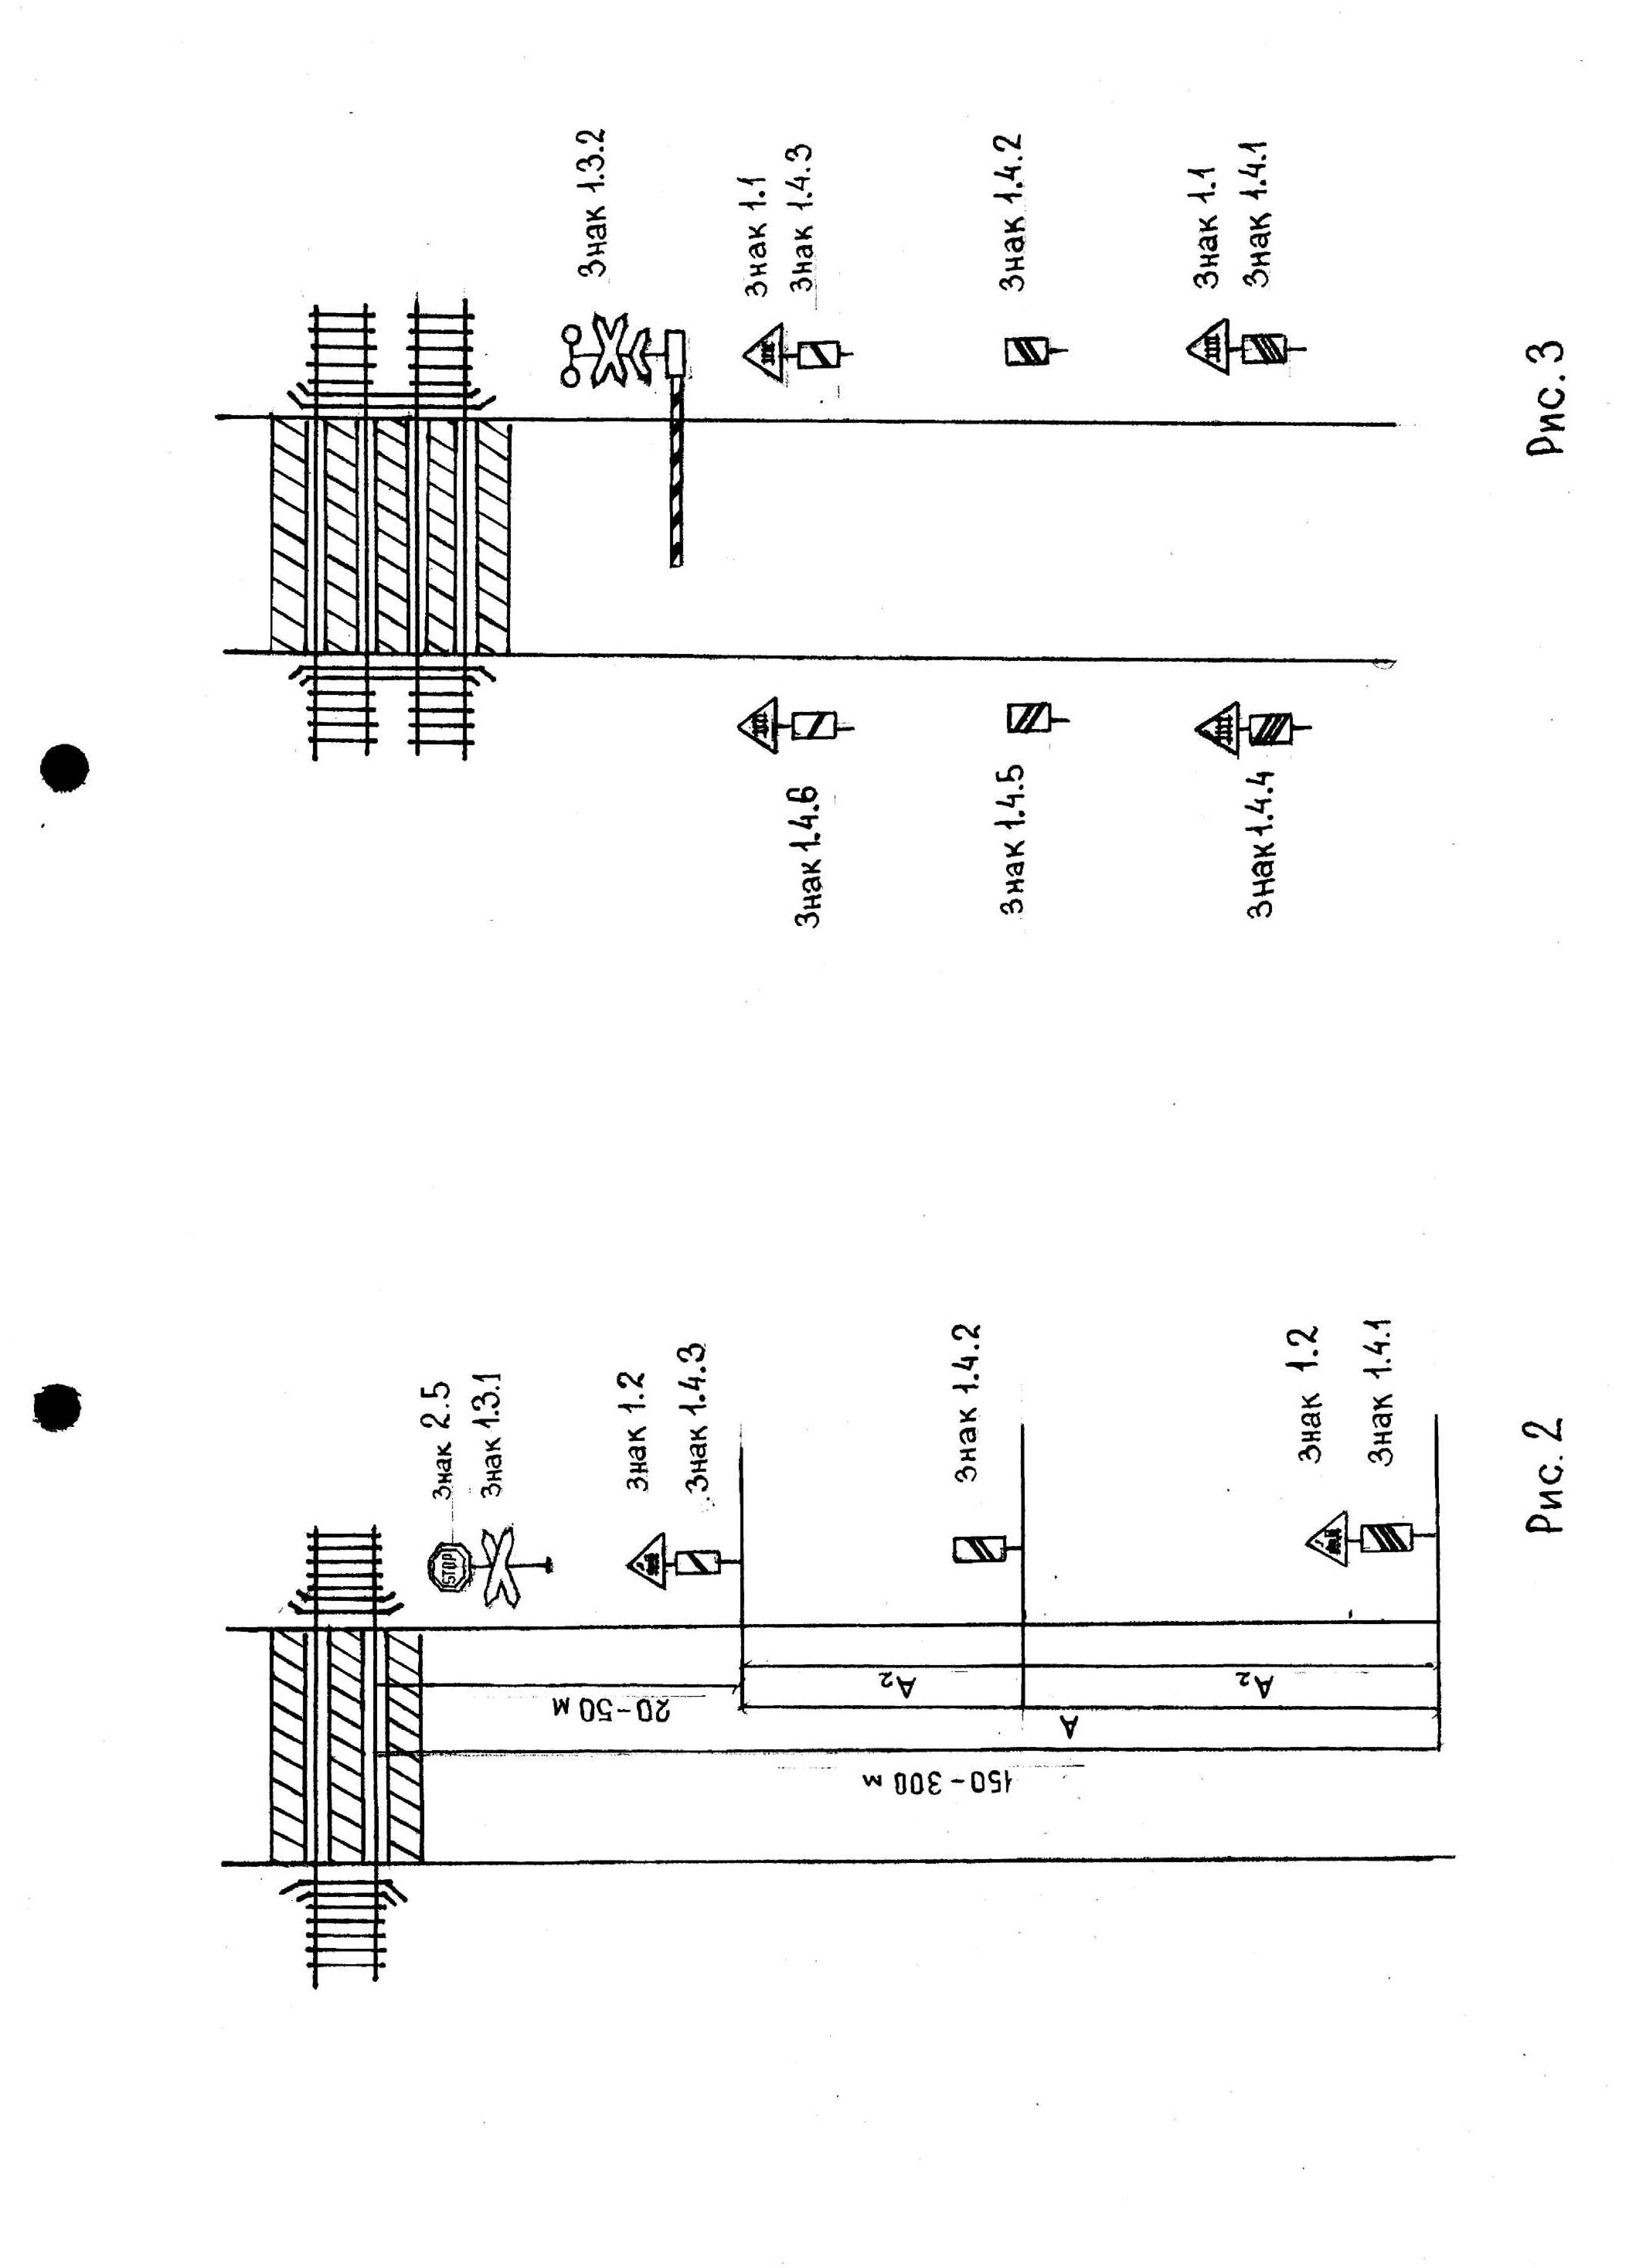 Знак 1.3.2
Знак 1.1
Знак 1.4.3
Знак 1.4.2
Знак 1.1
Знак 1.4.1
Знак 1.4.6
Знак 1.4.5
Знак 1.4.4
Рис. 3
Знак 2.5
STOP
Знак 1.3.1
Знак 1.2
Знак 1.4.3
Знак 1.4.2
Знак 1.2
Знак 1.4.1
20-50 м
A2
A2
A
150-300 м
Рис. 2